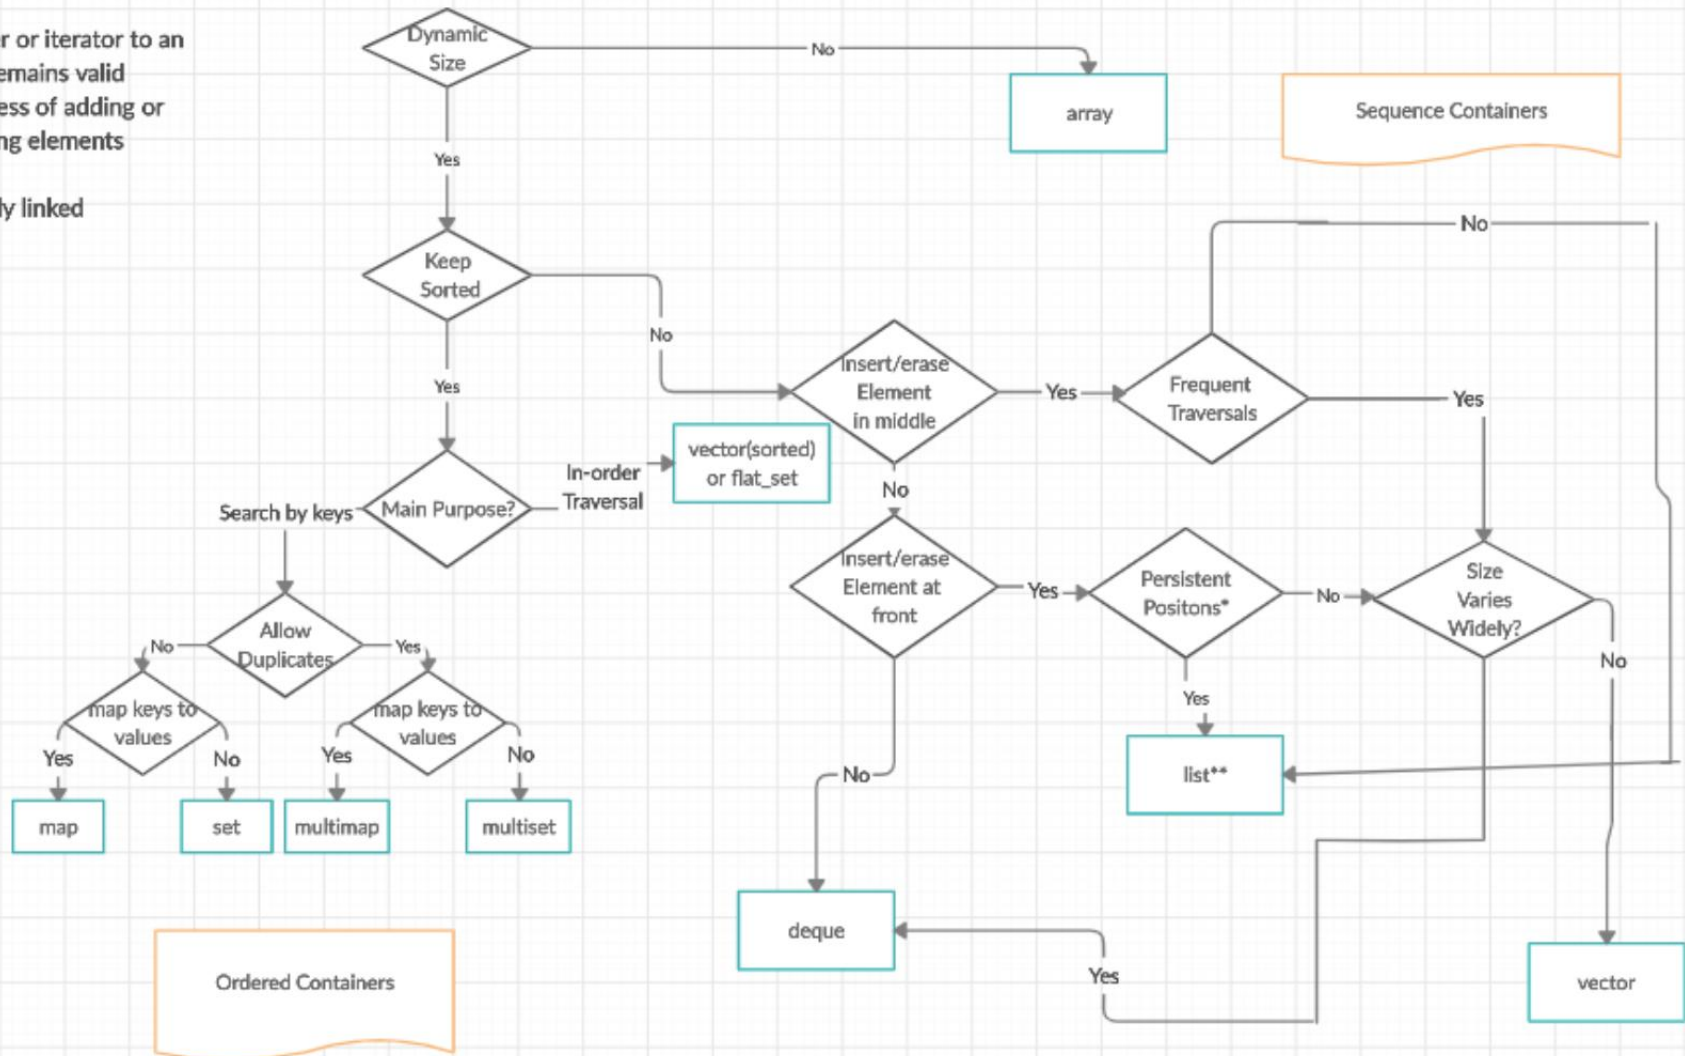 r or iterator to an
emains valid
ess of adding or
ng elements
ly linked
Dynamic
Size
No
array
Sequence Containers
Yes
No
Keep
Sorted
No
Yes
Insert/erase
Element
in middle
Yes
Frequent
Traversals
Yes
vector(sorted)
or flat_set
In-order
Traversal
Main Purpose?
Search by keys
No
Insert/erase
Element at
front
Yes
Persistent
Positons*
No
Size
Varies
Widely?
No
Allow
Duplicates
No
Yes
map keys to
values
map keys to
values
Yes
No
Yes
No
map
set
multimap
multiset
Yes
list**
No
deque
Yes
vector
Ordered Containers